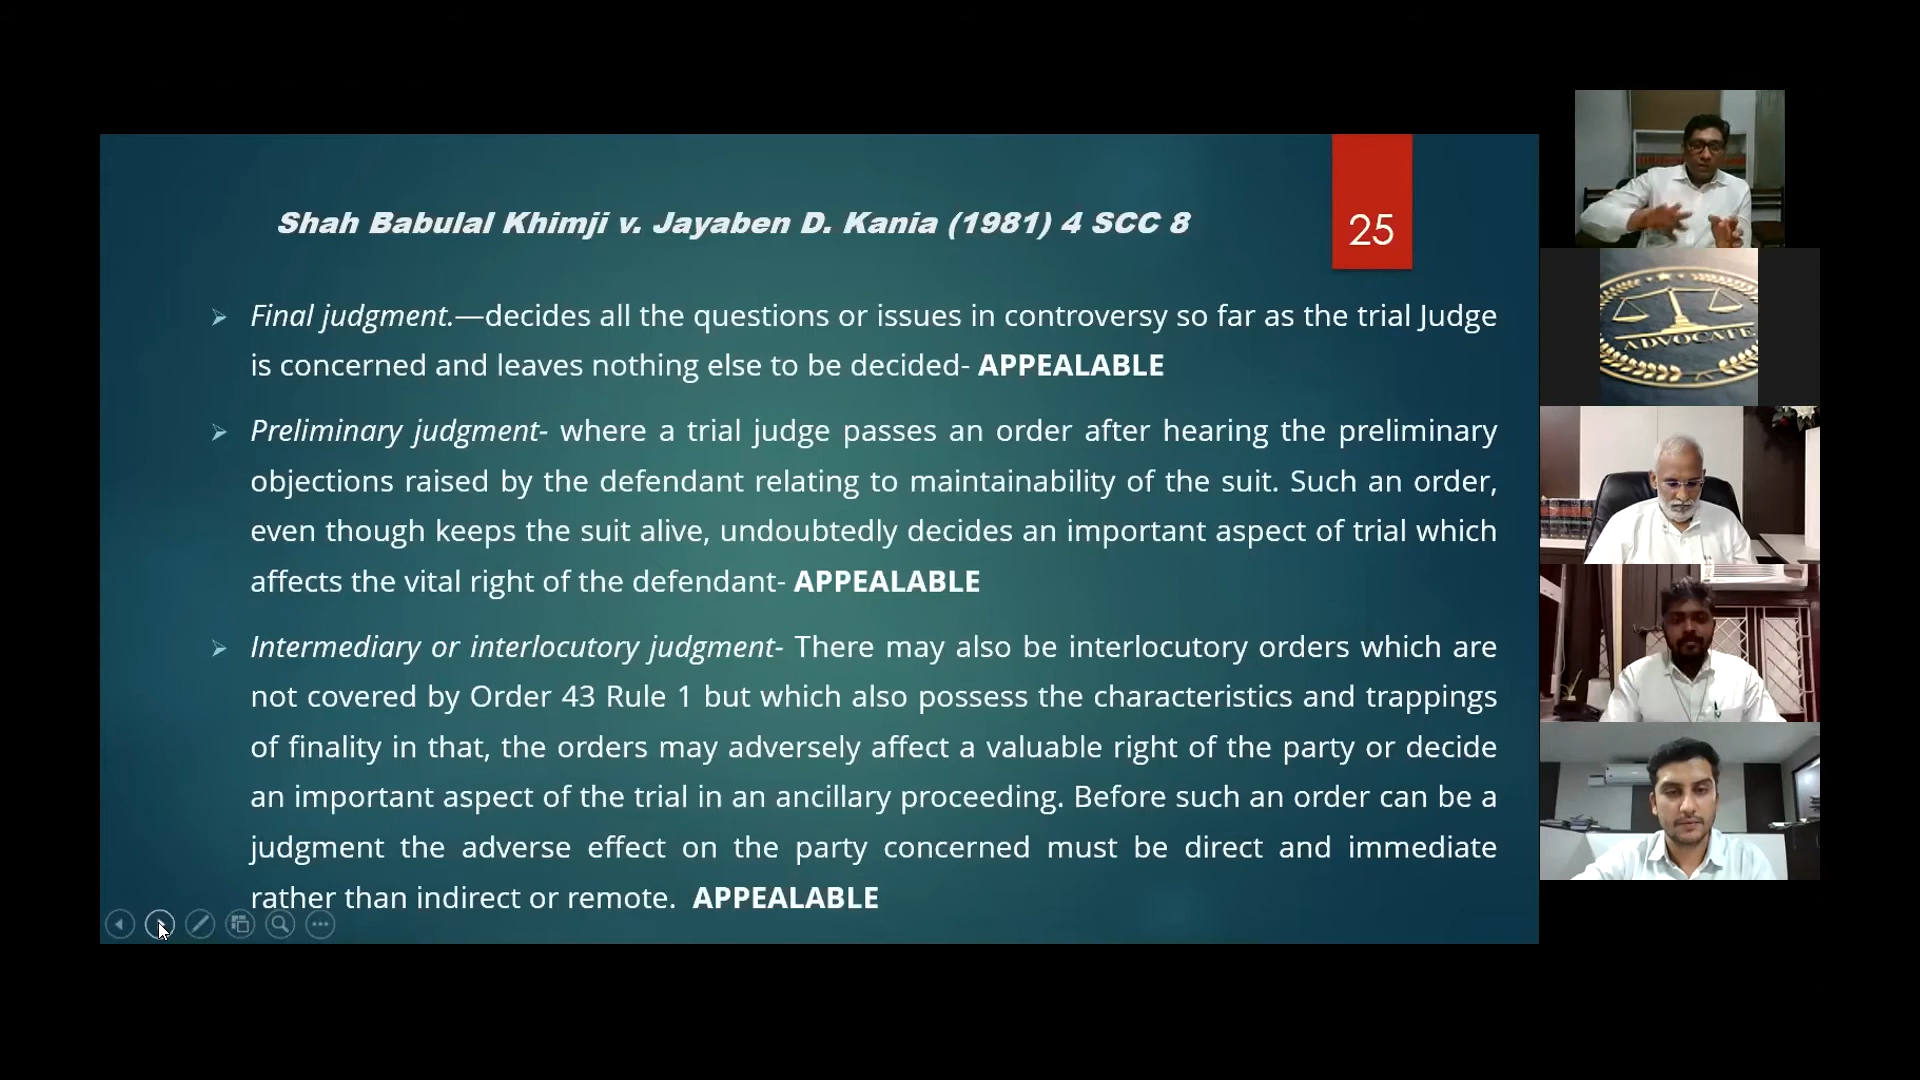 Shah Babulal Khimji v. Jayaben D. Kania (1981) 4 SCC 8
25
Final judgment.—decides all the questions or issues in controversy so far as the trial Judge
is concerned and leaves nothing else to be decided- APPEALABLE
Preliminary judgment- where a trial judge passes an order after hearing the preliminary
objections raised by the defendant relating to maintainability of the suit. Such an order,
even though keeps the suit alive, undoubtedly decides an important aspect of trial which
affects the vital right of the defendant- APPEALABLE
Intermediary or interlocutory judgment- There may also be interlocutory orders which are
not covered by Order 43 Rule 1 but which also possess the characteristics and trappings
of finality in that, the orders may adversely affect a valuable right of the party or decide
an important aspect of the trial in an ancillary proceeding. Before such an order can be a
judgment the adverse effect on the party concerned must be direct and immediate
rather than indirect or remote. APPEALABLE
ADVOCATE